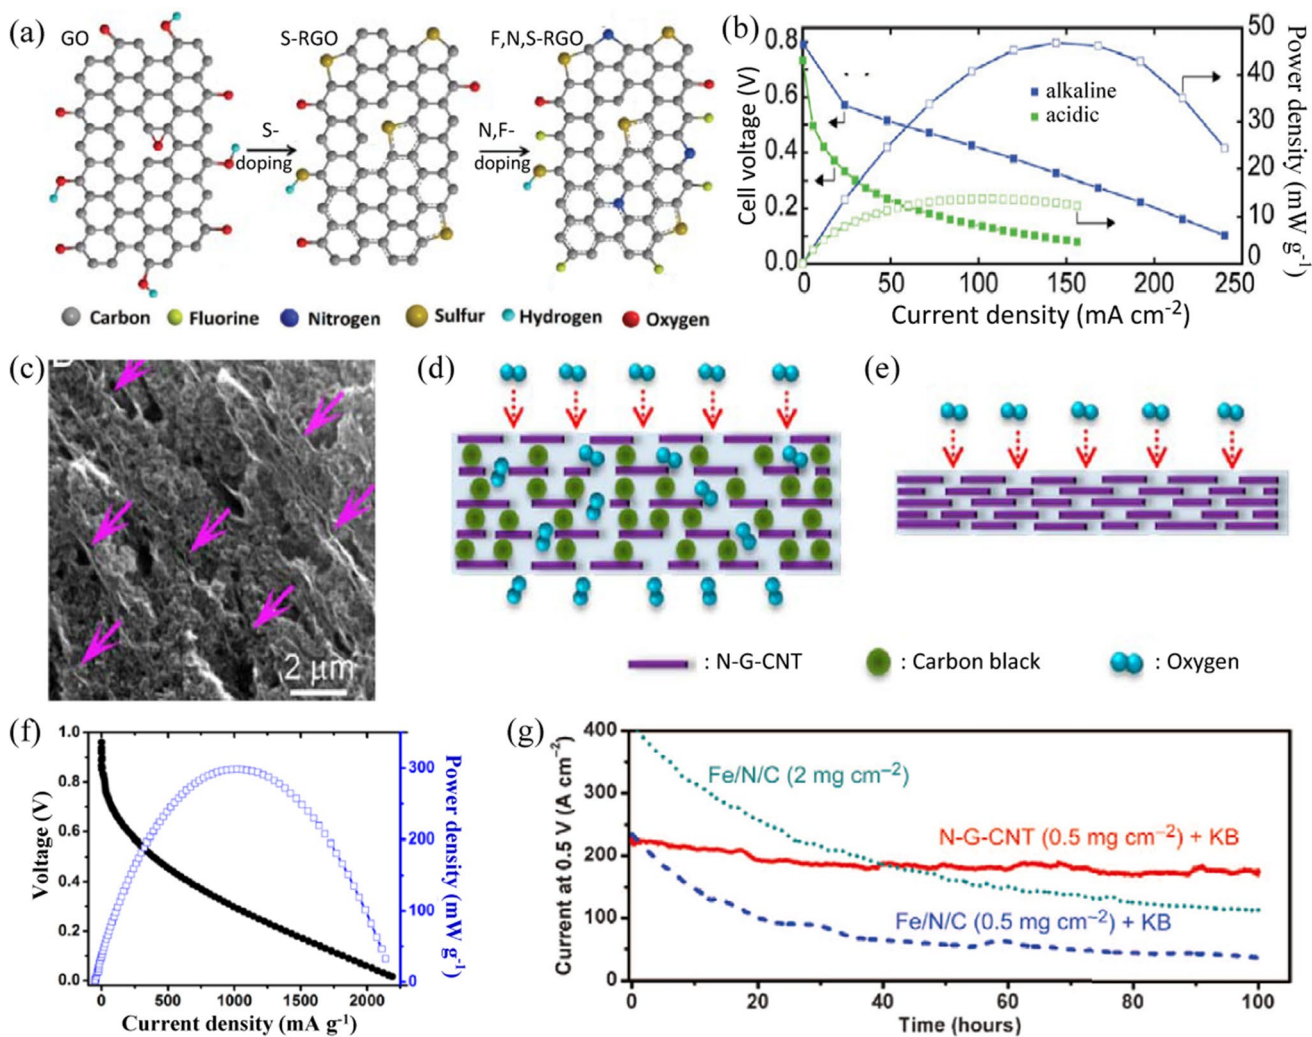 (a)
GO
S-RGO
F,N,S-RGO
S-
doping
N,F-
doping
Carbon
Fluorine
Nitrogen
Sulfur
Hydrogen
Oxygen
(b)
Cell voltage (V)
0.8
0.6
0.4
0.2
0.0
alkaline
acidic
50
40
30
20
10
0
Power density (mW g⁻¹)
0
50
100
150
200
250
Current density (mA cm⁻²)
(c)
2 μm
(d)
(e)
: N-G-CNT
: Carbon black
: Oxygen
(f)
Voltage (V)
1.0
0.8
0.6
0.4
0.2
0.0
300
200
100
0
Power density (mW g⁻¹)
0
500
1000
1500
2000
Current density (mA g⁻¹)
(g)
Current at 0.5 V (A cm⁻²)
400
300
200
100
0
Fe/N/C (2 mg cm⁻²)
N-G-CNT (0.5 mg cm⁻²) + KB
Fe/N/C (0.5 mg cm⁻²) + KB
0
20
40
60
80
100
Time (hours)